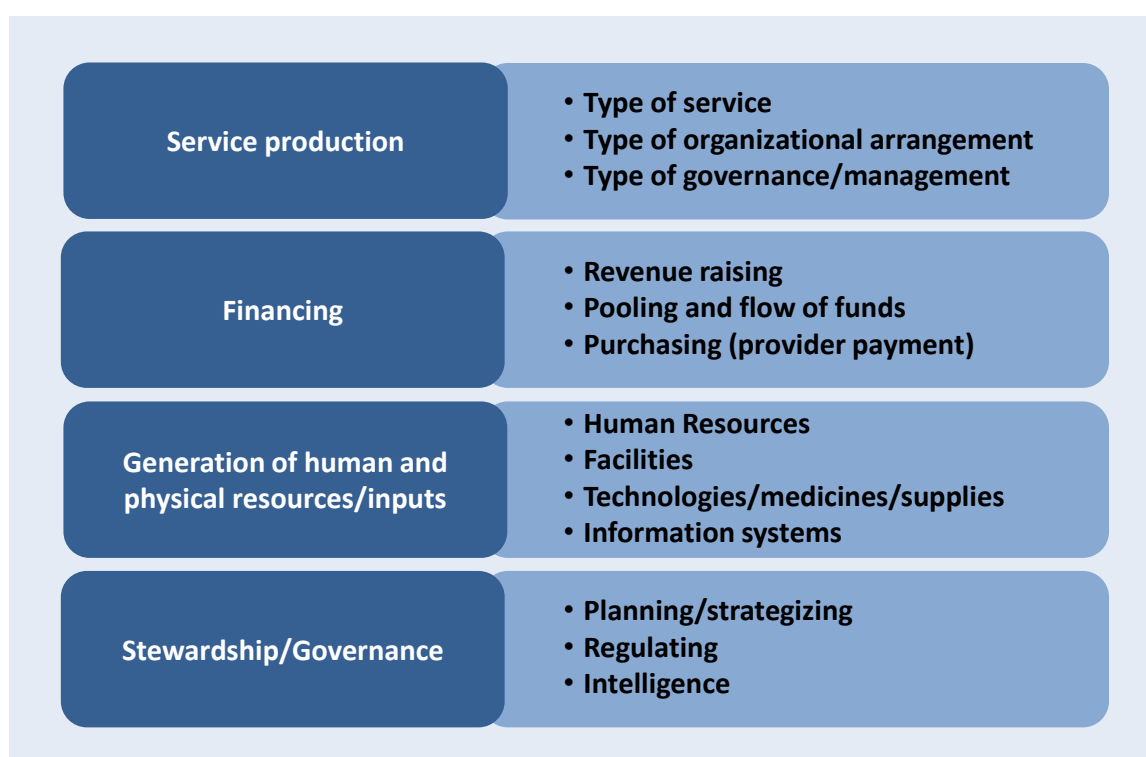 Service production
• Type of service
• Type of organizational arrangement
• Type of governance/management
Financing
• Revenue raising
• Pooling and flow of funds
• Purchasing (provider payment)
Generation of human and
physical resources/inputs
• Human Resources
• Facilities
• Technologies/medicines/supplies
• Information systems
Stewardship/Governance
• Planning/strategizing
• Regulating
• Intelligence